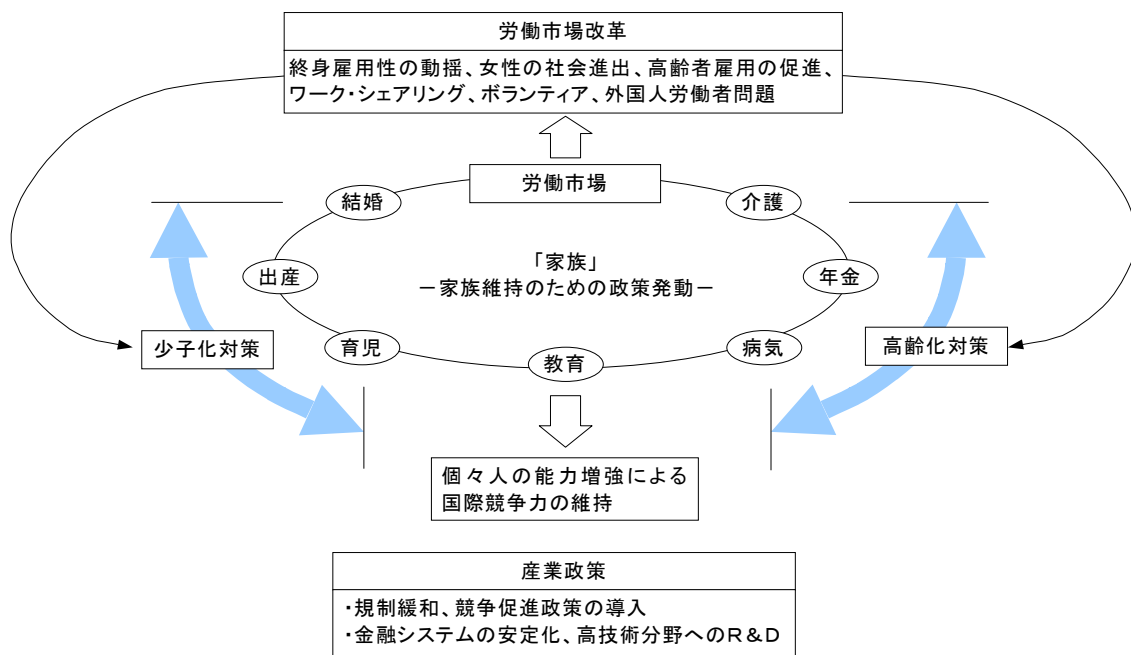 労働市場改革
終身雇用性の動揺、女性の社会進出、高齢者雇用の促進、
ワーク・シェアリング、ボランティア、外国人労働者問題
労働市場
結婚
介護
「家族」
－家族維持のための政策発動－
出産
年金
少子化対策
育児
教育
病気
高齢化対策
個々人の能力増強による
国際競争力の維持
産業政策
・規制緩和、競争促進政策の導入
・金融システムの安定化、高技術分野へのＲ＆Ｄ